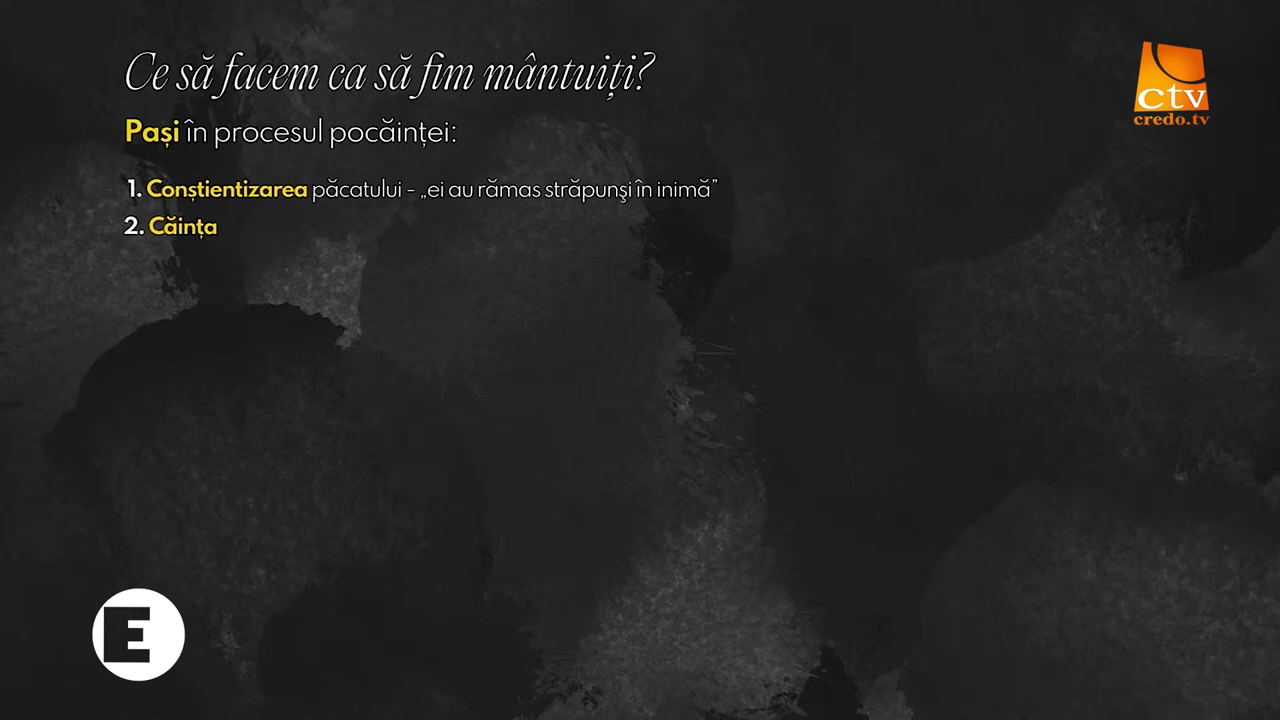 Ce să facem ca să fim mântuiți?
Pași în procesul pocăinței:
1. Conștientizarea păcatului - „ei au rămas străpunşi în inimă”
2. Căința
ctv
credo.tv
E